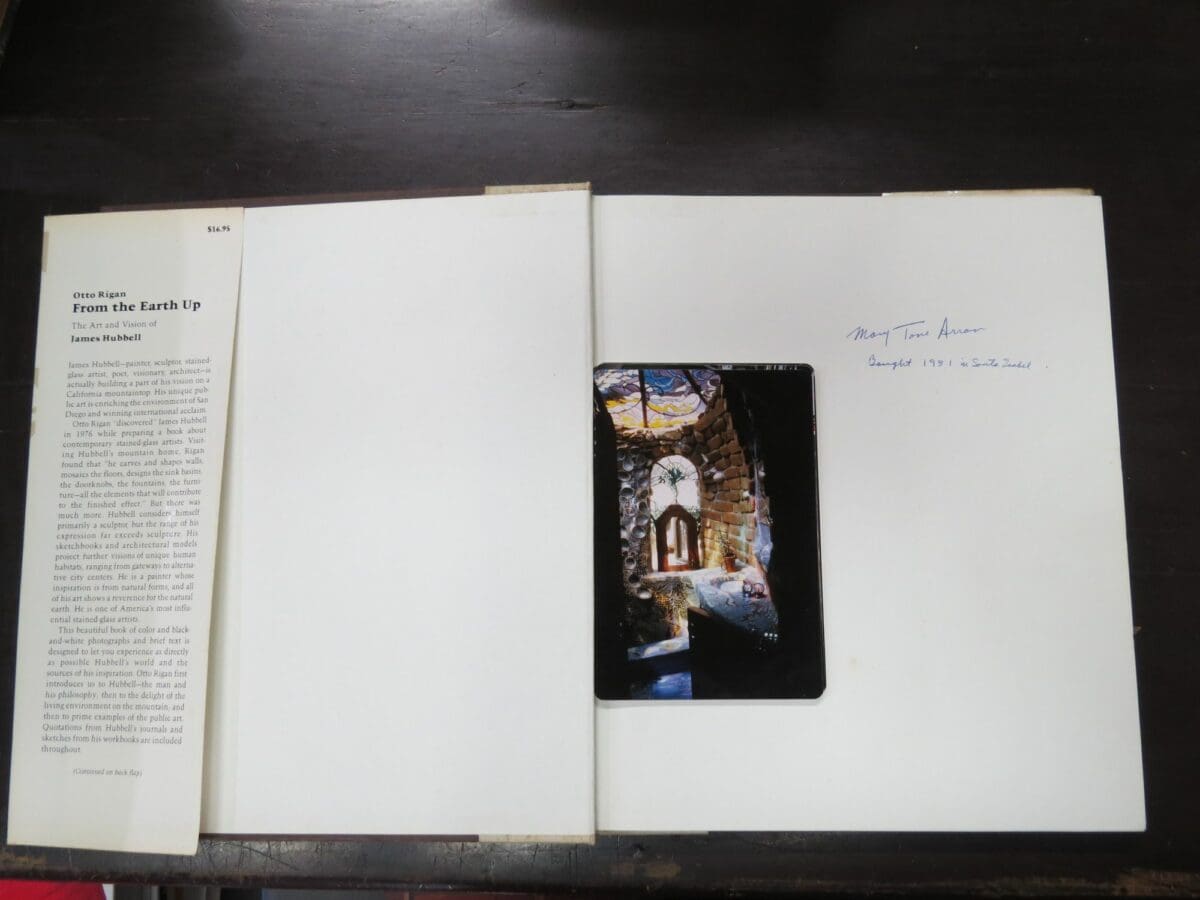 $16.95
Otto Rigan
From the Earth Up
The Art and Vision of
James Hubbell
James Hubbell—painter, sculptor, stained-
glass artist, poet, visionary, architect—is
actually building a part of his vision on a
California mountaintop. His unique pub-
lic art is enriching the environment of San
Diego and winning international acclaim.
Otto Rigan "discovered" James Hubbell
in 1976 while preparing a book about
contemporary stained-glass artists. Visit-
ing Hubbell's mountain home, Rigan
found that "he carves and shapes walls,
mosaics the floors, designs the sink basins,
the doorknobs, the fountains, the furni-
ture—all the elements that will contribute
to the finished effect." But there was
much more. Hubbell considers himself
primarily a sculptor, but the range of his
expression far exceeds sculpture. His
sketchbooks and architectural models
project further visions of unique human
habitats, ranging from gateways to alterna-
tive city centers. He is a painter whose
inspiration is from natural forms, and all
of his art shows a reverence for the natural
earth. He is one of America's most influ-
ential stained-glass artists.
This beautiful book of color and black-
and-white photographs and brief text is
designed to let you experience as directly
as possible Hubbell's world and the
sources of his inspiration. Otto Rigan first
introduces us to Hubbell—the man and
his philosophy; then to the delight of the
living environment on the mountain; and
then to prime examples of the public art.
Quotations from Hubbell's journals and
sketches from his workbooks are included
throughout.
(Continued on back flap)
Mary Tone
Bought 1981 in Santa